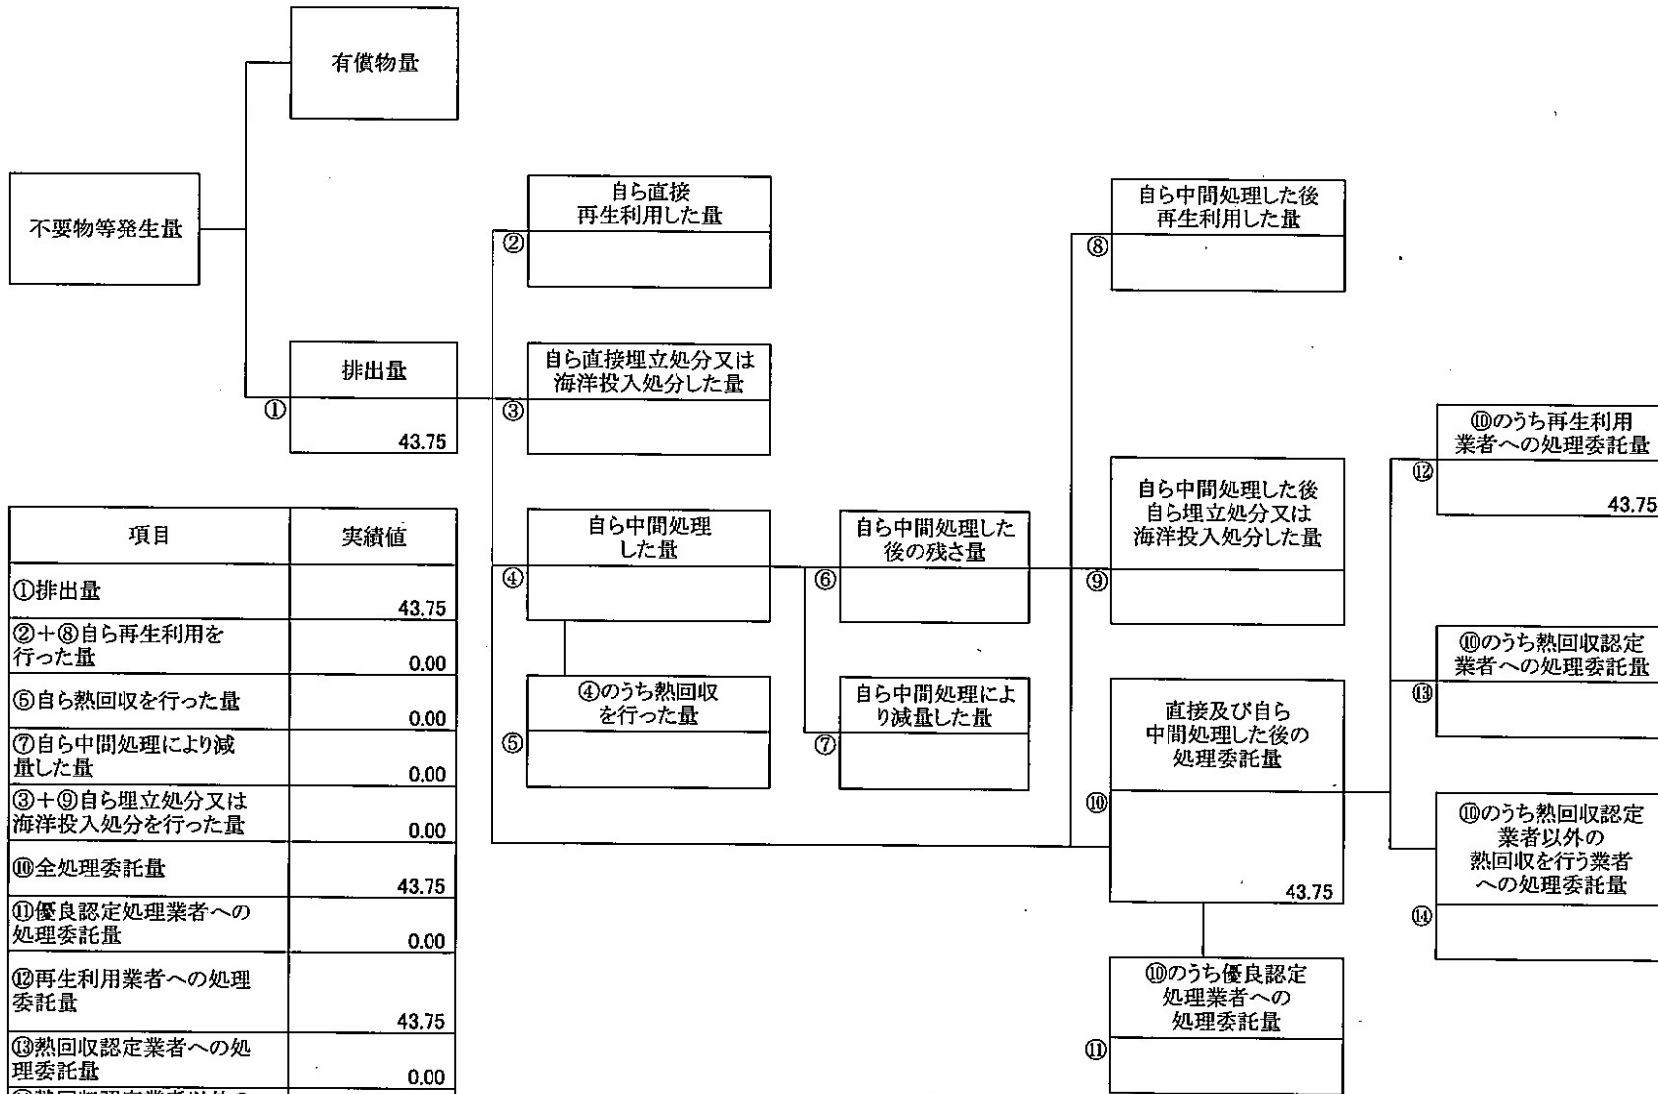 有償物量
不要物等発生量
排出量
①
43.75
自ら直接
再生利用した量
②
自ら直接埋立処分又は
海洋投入処分した量
③
自ら中間処理
した量
④
④のうち熱回収
を行った量
⑤
自ら中間処理した
後の残さ量
⑥
自ら中間処理によ
り減量した量
⑦
自ら中間処理した後
再生利用した量
⑧
自ら中間処理した後
自ら埋立処分又は
海洋投入処分した量
⑨
直接及び自ら
中間処理した後の
処理委託量
⑩
43.75
⑩のうち優良認定
処理業者への
処理委託量
⑪
⑩のうち再生利用
業者への処理委託量
⑫
43.75
⑩のうち熱回収認定
業者への処理委託量
⑬
⑩のうち熱回収認定
業者以外の
熱回収を行う業者
への処理委託量
⑭
項目 実績値
①排出量 43.75
②+⑧自ら再生利用を
行った量 0.00
⑤自ら熱回収を行った量 0.00
⑦自ら中間処理により減
量した量 0.00
③+⑨自ら埋立処分又は
海洋投入処分を行った量 0.00
⑩全処理委託量 43.75
⑪優良認定処理業者への
処理委託量 0.00
⑫再生利用業者への処理
委託量 43.75
⑬熱回収認定業者への処
理委託量 0.00